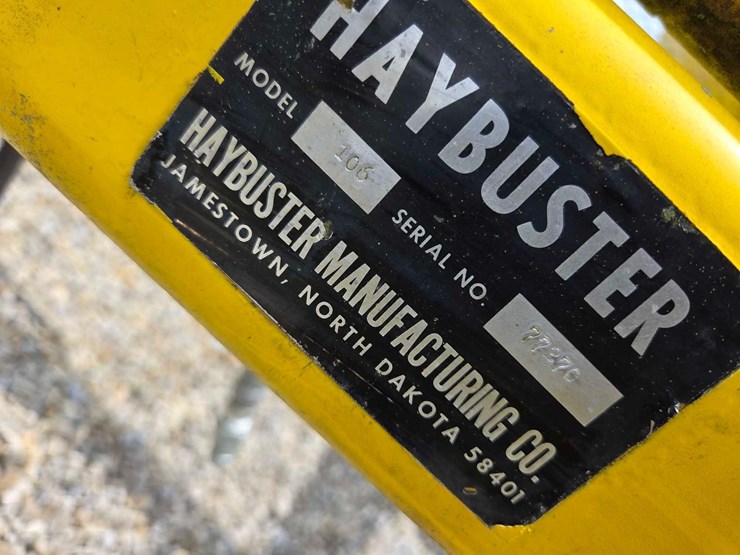 HAYBUSTER
MODEL 106 SERIAL NO.
HAYBUSTER MANUFACTURING CO.
JAMESTOWN, NORTH DAKOTA 58401